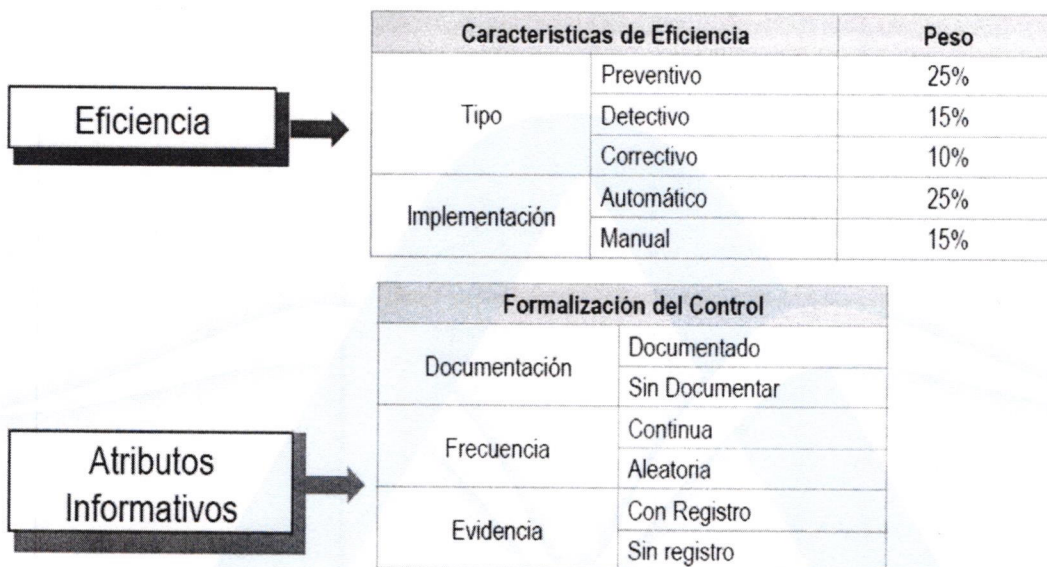 Eficiencia
Caracteristicas de Eficiencia Peso
Tipo
Preventivo 25%
Detectivo 15%
Correctivo 10%
Implementación
Automático 25%
Manual 15%
Atributos
Informativos
Formalización del Control
Documentación
Documentado
Sin Documentar
Frecuencia
Continua
Aleatoria
Evidencia
Con Registro
Sin registro